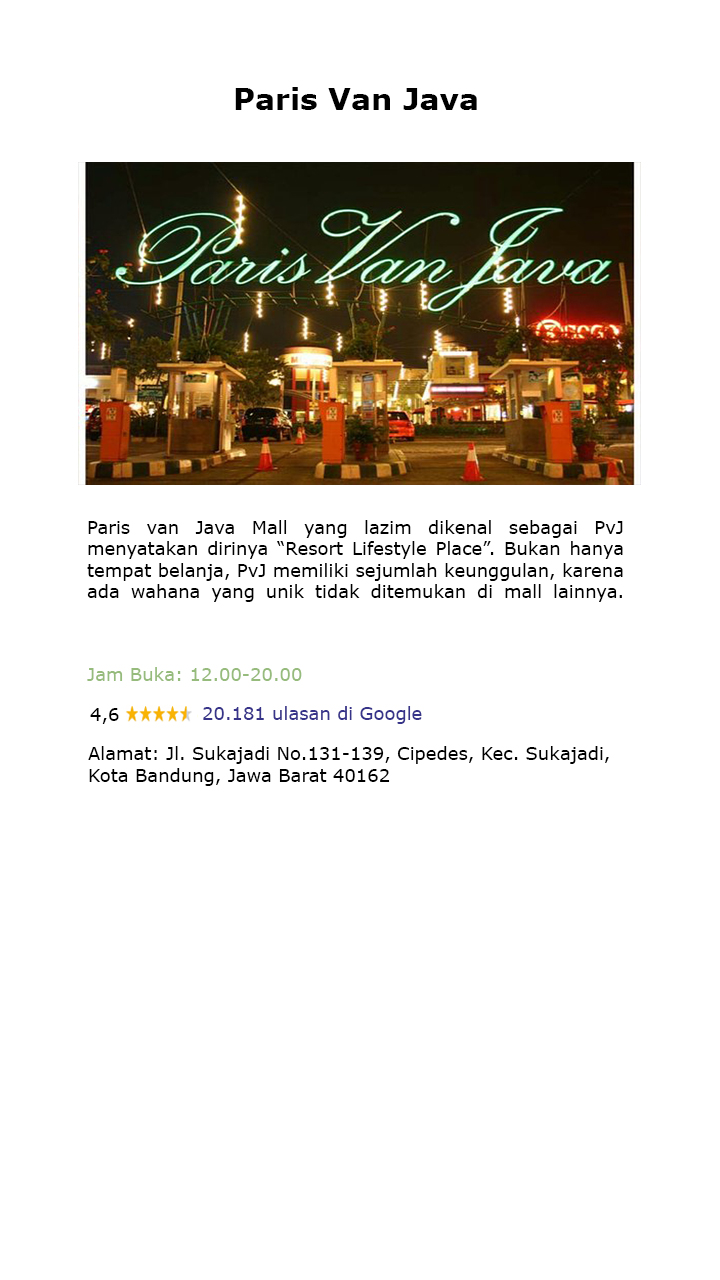 Paris Van Java
Paris Van Java
Paris van Java Mall yang lazim dikenal sebagai PvJ
menyatakan dirinya “Resort Lifestyle Place”. Bukan hanya
tempat belanja, PvJ memiliki sejumlah keunggulan, karena
ada wahana yang unik tidak ditemukan di mall lainnya.
Jam Buka: 12.00-20.00
4,6 20.181 ulasan di Google
Alamat: Jl. Sukajadi No.131-139, Cipedes, Kec. Sukajadi,
Kota Bandung, Jawa Barat 40162